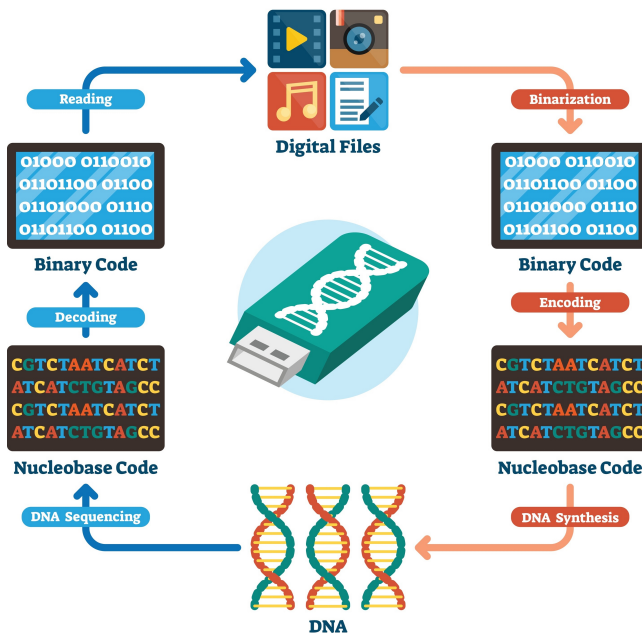 Digital Files
Reading
Binarization
01000 0110010
01101100 01100
01101000 01110
01101100 01100
Binary Code
01000 0110010
01101100 01100
01101000 01110
01101100 01100
Binary Code
Decoding
Encoding
CGTCTAATCATCT
ATCATCTGTAGCC
CGTCTAATCATCT
ATCATCTGTAGCC
Nucleobase Code
CGTCTAATCATCT
ATCATCTGTAGCC
CGTCTAATCATCT
ATCATCTGTAGCC
Nucleobase Code
DNA Sequencing
DNA Synthesis
DNA